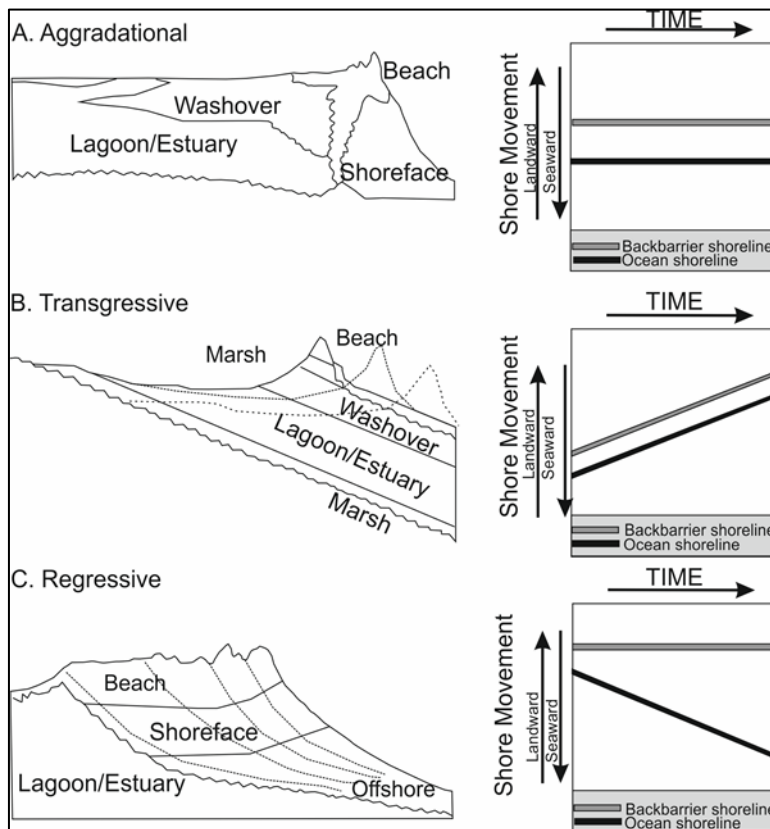 A. Aggradational
Beach
Washover
Lagoon/Estuary
Shoreface
TIME
Shore Movement
Landward
Seaward
Backbarrier shoreline
Ocean shoreline
B. Transgressive
Marsh
Beach
Washover
Lagoon/Estuary
Marsh
TIME
Shore Movement
Landward
Seaward
Backbarrier shoreline
Ocean shoreline
C. Regressive
Beach
Shoreface
Lagoon/Estuary
Offshore
TIME
Shore Movement
Landward
Seaward
Backbarrier shoreline
Ocean shoreline